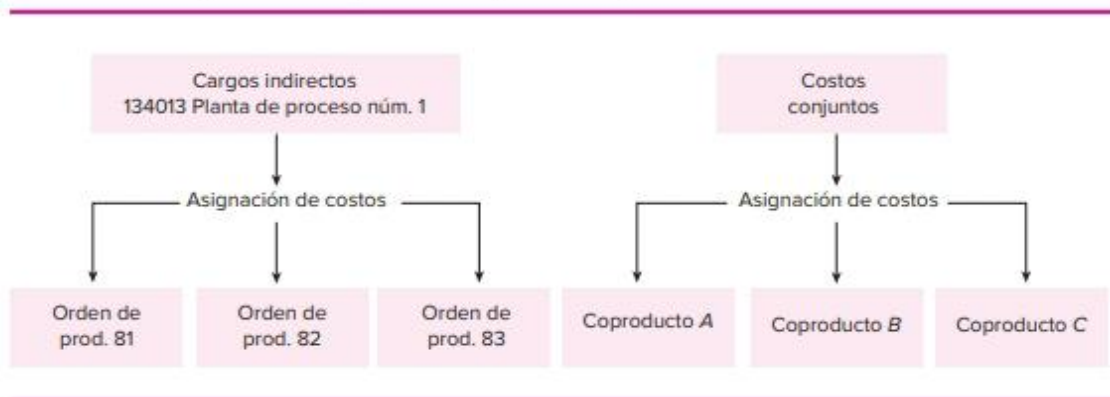 Cargos indirectos
134013 Planta de proceso núm. 1
Asignación de costos
Orden de
prod. 81
Orden de
prod. 82
Orden de
prod. 83
Costos
conjuntos
Asignación de costos
Coproducto A
Coproducto B
Coproducto C